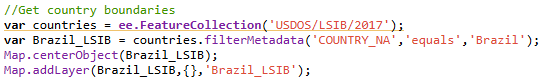 //Get country boundaries
var countries = ee.FeatureCollection('USDOS/LSIB/2017');
var Brazil_LSIB = countries.filterMetadata('COUNTRY_NA','equals','Brazil');
Map.centerObject(Brazil_LSIB);
Map.addLayer(Brazil_LSIB,{},'Brazil_LSIB');